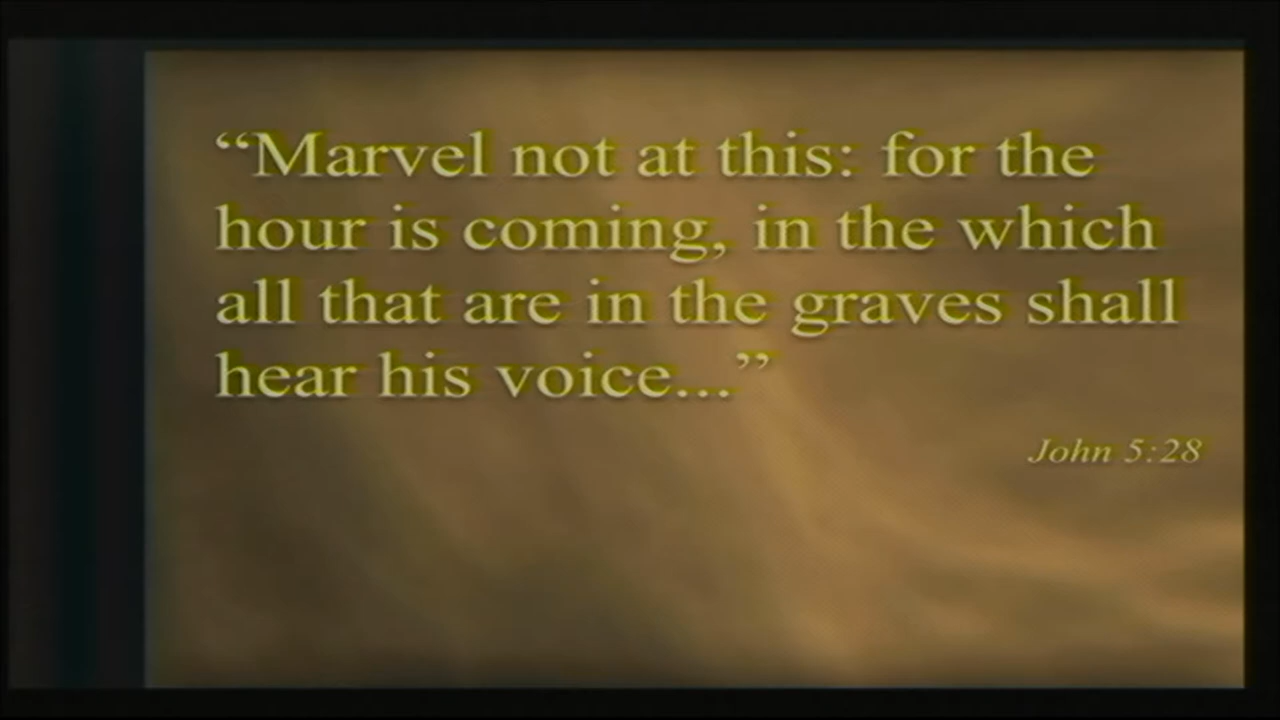 “Marvel not at this: for the
hour is coming, in the which
all that are in the graves shall
hear his voice...”
John 5:28